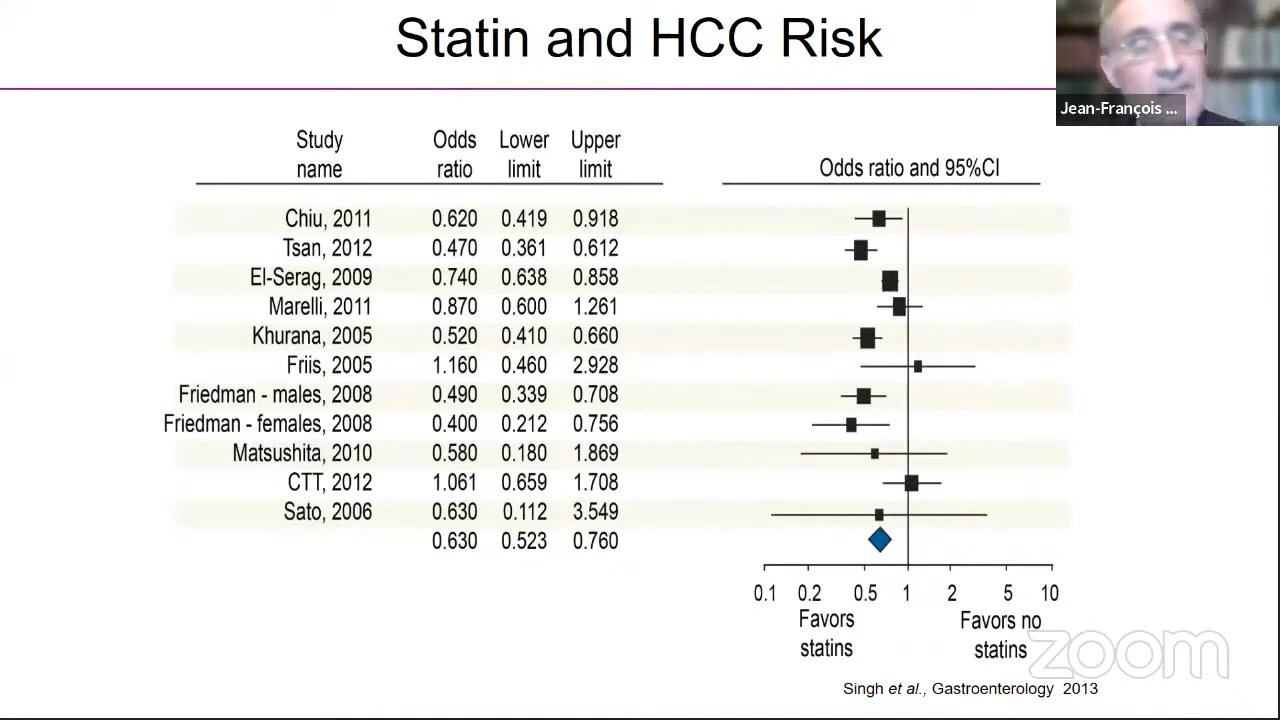 Statin and HCC Risk
Jean-François ...
Study name
Odds ratio
Lower limit
Upper limit
Odds ratio and 95%CI
Chiu, 2011 0.620 0.419 0.918
Tsan, 2012 0.470 0.361 0.612
El-Serag, 2009 0.740 0.638 0.858
Marelli, 2011 0.870 0.600 1.261
Khurana, 2005 0.520 0.410 0.660
Friis, 2005 1.160 0.460 2.928
Friedman - males, 2008 0.490 0.339 0.708
Friedman - females, 2008 0.400 0.212 0.756
Matsushita, 2010 0.580 0.180 1.869
CTT, 2012 1.061 0.659 1.708
Sato, 2006 0.630 0.112 3.549
0.630 0.523 0.760
0.1 0.2 0.5 1 2 5 10
Favors statins
Favors no statins
zoom
Singh et al., Gastroenterology 2013